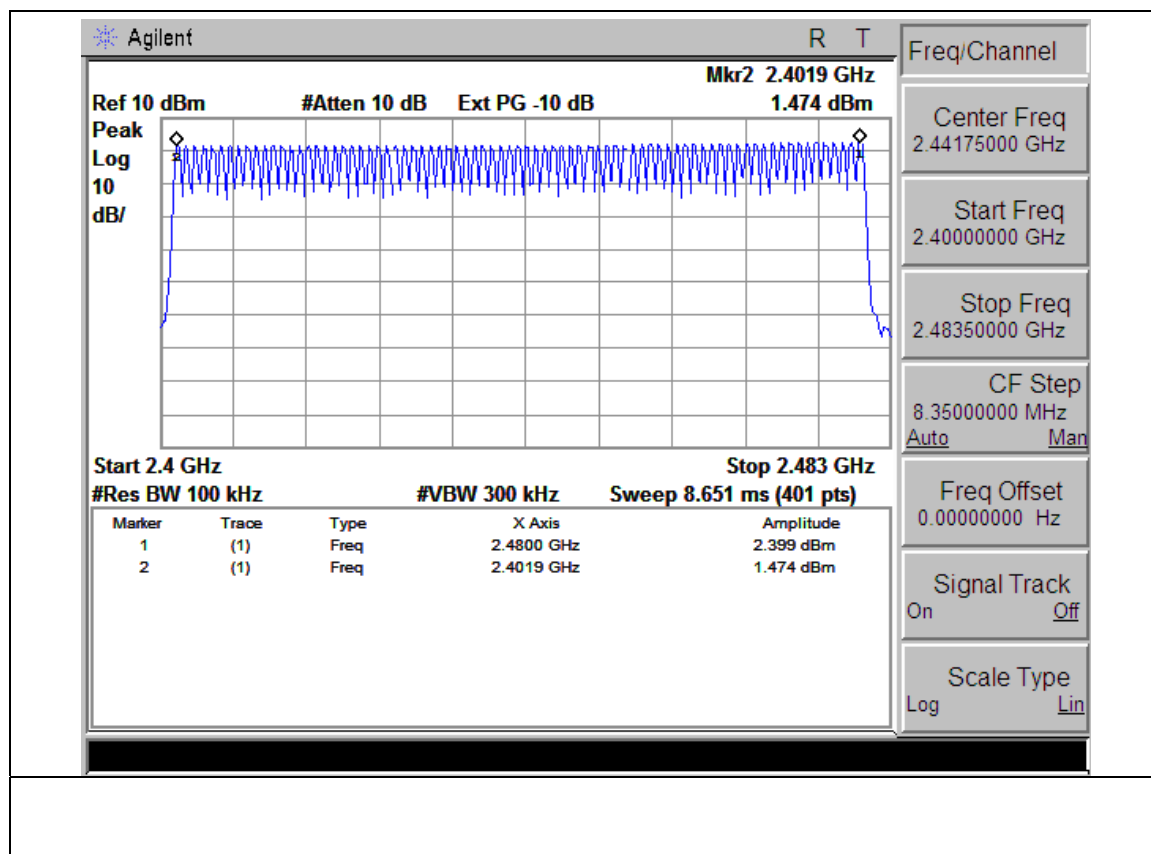 Agilent R T
Mkr2 2.4019 GHz
Ref 10 dBm #Atten 10 dB Ext PG -10 dB 1.474 dBm
Peak
Log
10
dB/
2
1
Start 2.4 GHz Stop 2.483 GHz
#Res BW 100 kHz #VBW 300 kHz Sweep 8.651 ms (401 pts)
Marker Trace Type X Axis Amplitude
1 (1) Freq 2.4800 GHz 2.399 dBm
2 (1) Freq 2.4019 GHz 1.474 dBm
Freq/Channel
Center Freq
2.44175000 GHz
Start Freq
2.40000000 GHz
Stop Freq
2.48350000 GHz
CF Step
8.35000000 MHz
Auto Man
Freq Offset
0.00000000 Hz
Signal Track
On Off
Scale Type
Log Lin